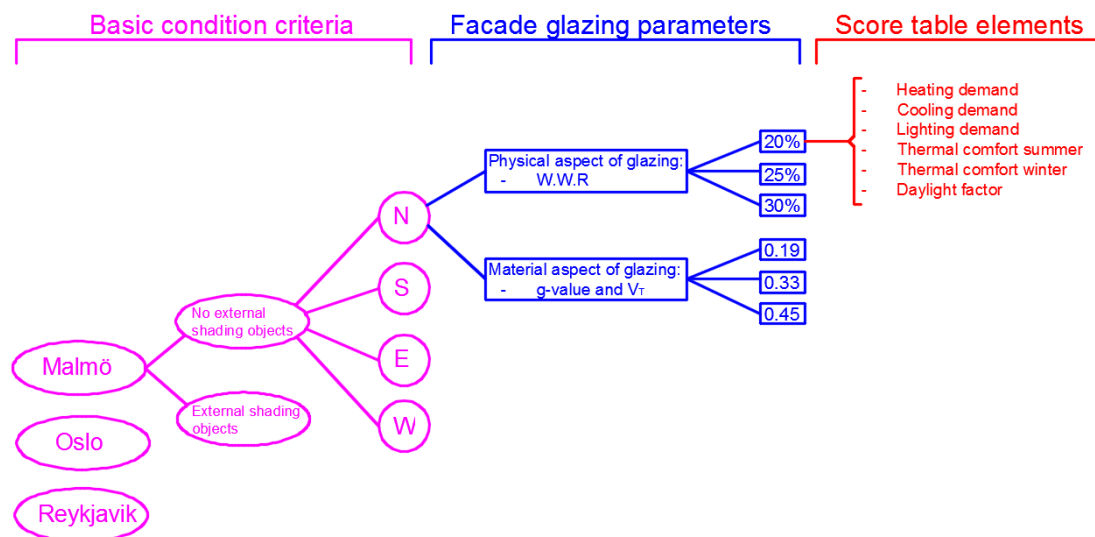 Basic condition criteria
Facade glazing parameters
Score table elements
- Heating demand
- Cooling demand
- Lighting demand
- Thermal comfort summer
- Thermal comfort winter
- Daylight factor
20%
25%
30%
Physical aspect of glazing:
- W.W.R
N
S
E
W
Material aspect of glazing:
- g-value and VT
0.19
0.33
0.45
No external
shading objects
External shading
objects
Malmö
Oslo
Reykjavik